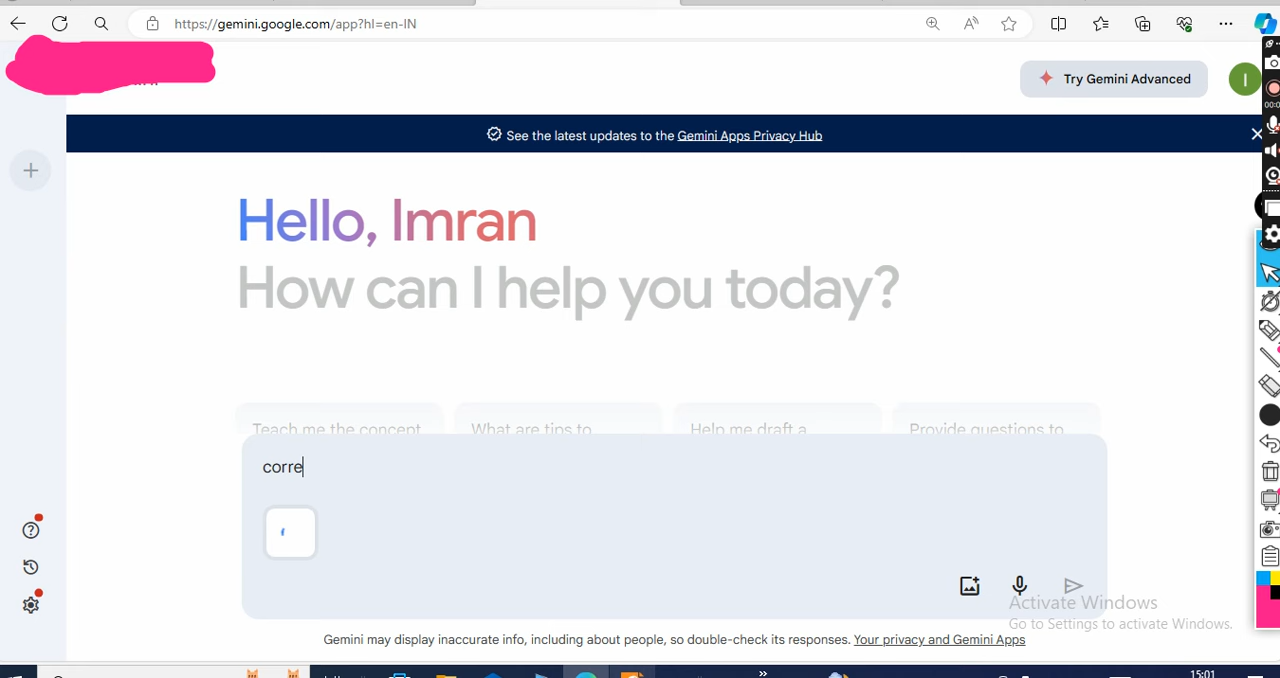 https://gemini.google.com/app?hl=en-IN
Try Gemini Advanced
I
See the latest updates to the Gemini Apps Privacy Hub
Hello, Imran
How can I help you today?
Teach me the concept
What are tips to
Help me draft a
Provide questions to
corre
Activate Windows
Go to Settings to activate Windows.
Gemini may display inaccurate info, including about people, so double-check its responses. Your privacy and Gemini Apps
15:01